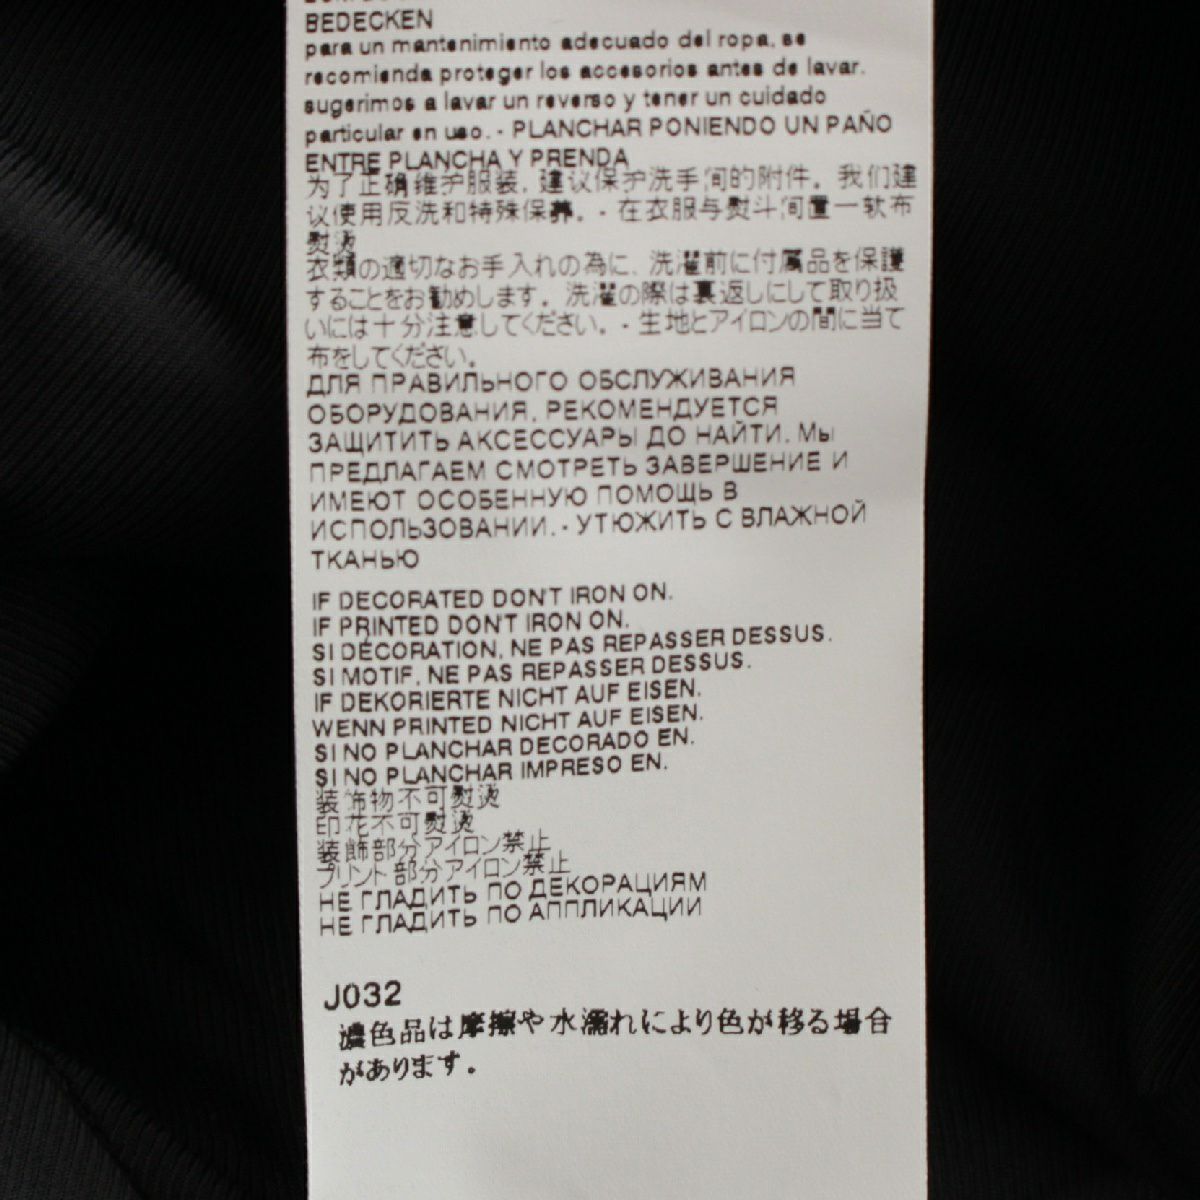 BEDECKEN
para un mantenimiento adecuado del ropa, se
recomienda proteger los accesorios antes de lavar.
sugerimos a lavar un reverso y tener un cuidado
particular en uso. - PLANCHAR PONIENDO UN PAÑO
ENTRE PLANCHA Y PRENDA
为了正确维护服装, 建议保护洗手间的附件。我们建
议使用反洗和特殊保养。- 在衣服与熨斗间置一软布
熨烫
衣類の適切なお手入れの為に、洗濯前に付属品を保護
することをお勧めします。洗濯の際は裏返しにして取り扱
いには十分注意してください。- 生地とアイロンの間に当て
布をしてください。
ДЛЯ ПРАВИЛЬНОГО ОБСЛУЖИВАНИЯ
ОБОРУДОВАНИЯ, РЕКОМЕНДУЕТСЯ
ЗАЩИТИТЬ АКСЕССУАРЫ ДО НАЙТИ. Мы
ПРЕДЛАГАЕМ СМОТРЕТЬ ЗАВЕРШЕНИЕ И
ИМЕЮТ ОСОБЕННУЮ ПОМОЩЬ В
ИСПОЛЬЗОВАНИИ. - УТЮЖИТЬ С ВЛАЖНОЙ
ТКАНЬЮ
IF DECORATED DON'T IRON ON.
IF PRINTED DON'T IRON ON.
SI DÉCORATION, NE PAS REPASSER DESSUS.
SI MOTIF, NE PAS REPASSER DESSUS.
IF DEKORIERTE NICHT AUF EISEN.
WENN PRINTED NICHT AUF EISEN.
SI NO PLANCHAR DECORADO EN.
SI NO PLANCHAR IMPRESO EN.
装饰物不可熨烫
印花不可熨烫
装飾部分アイロン禁止
プリント部分アイロン禁止
НЕ ГЛАДИТЬ ПО ДЕКОРАЦИЯМ
НЕ ГЛАДИТЬ ПО АППЛИКАЦИИ
J032
濃色品は摩擦や水濡れにより色が移る場合
があります。